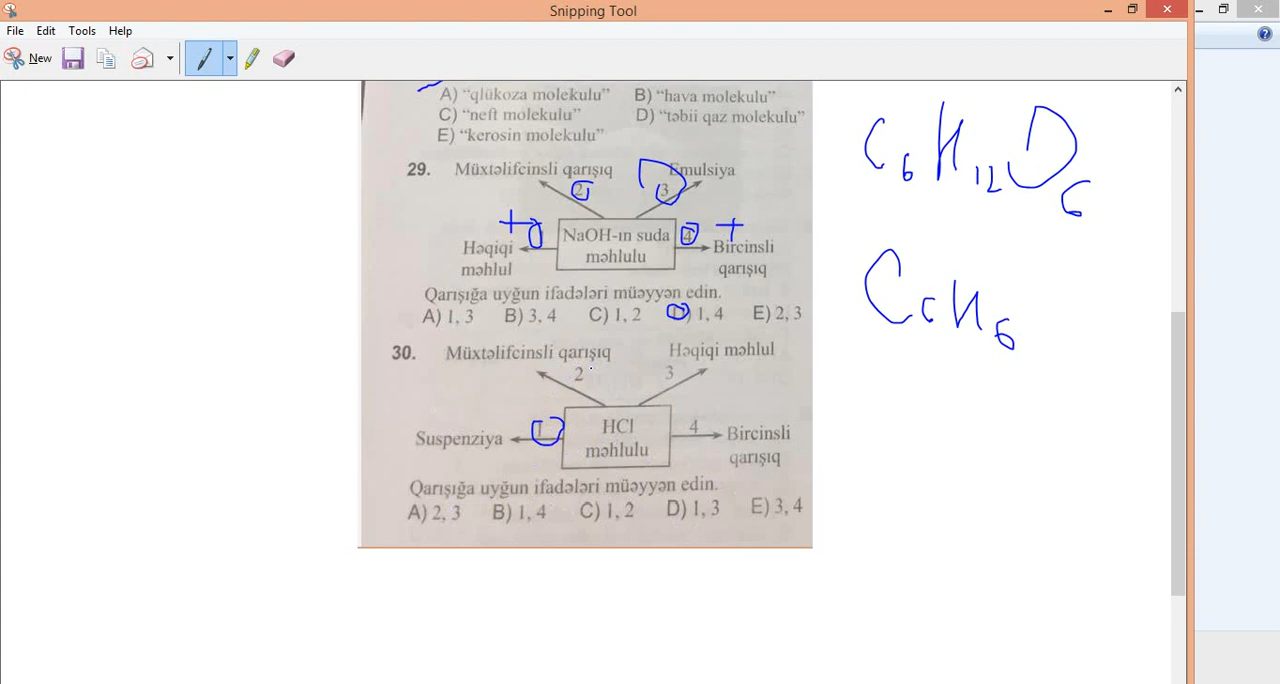 Snipping Tool
File Edit Tools Help
New
A) “qlükoza molekulu” B) “hava molekulu”
C) “neft molekulu” D) “təbii qaz molekulu”
E) “kerosin molekulu”
29. Müxtəlifcinsli qarışıq Emulsiya
2 3
+ +
1 NaOH-ın suda 4
məhlulu
Həqiqi
məhlul
Bircinsli
qarışıq
Qarışığa uyğun ifadələri müəyyən edin.
A) 1, 3 B) 3, 4 C) 1, 2 D) 1, 4 E) 2, 3
30. Müxtəlifcinsli qarışıq Həqiqi məhlul
2 3
1 HCl 4
məhlulu
Suspenziya
Bircinsli
qarışıq
Qarışığa uyğun ifadələri müəyyən edin.
A) 2, 3 B) 1, 4 C) 1, 2 D) 1, 3 E) 3, 4
C6H12O6
C6H6